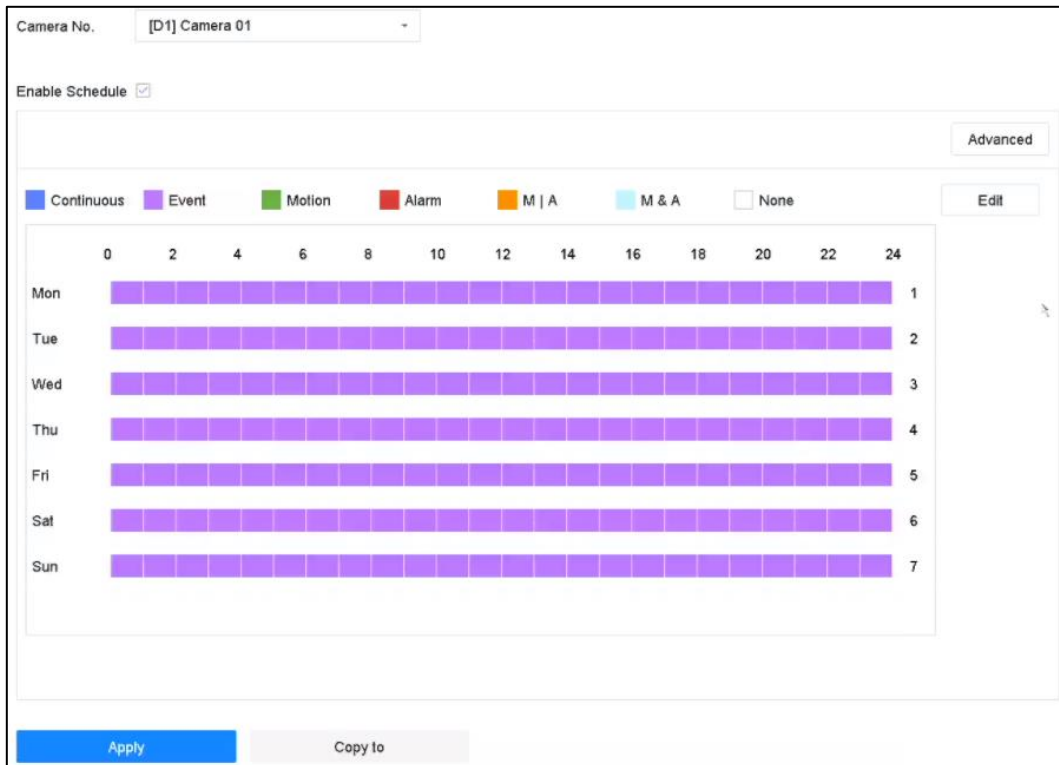 Camera No. [D1] Camera 01
Enable Schedule
Advanced
Continuous Event Motion Alarm M | A M & A None Edit
0 2 4 6 8 10 12 14 16 18 20 22 24
Mon 1
Tue 2
Wed 3
Thu 4
Fri 5
Sat 6
Sun 7
Apply Copy to